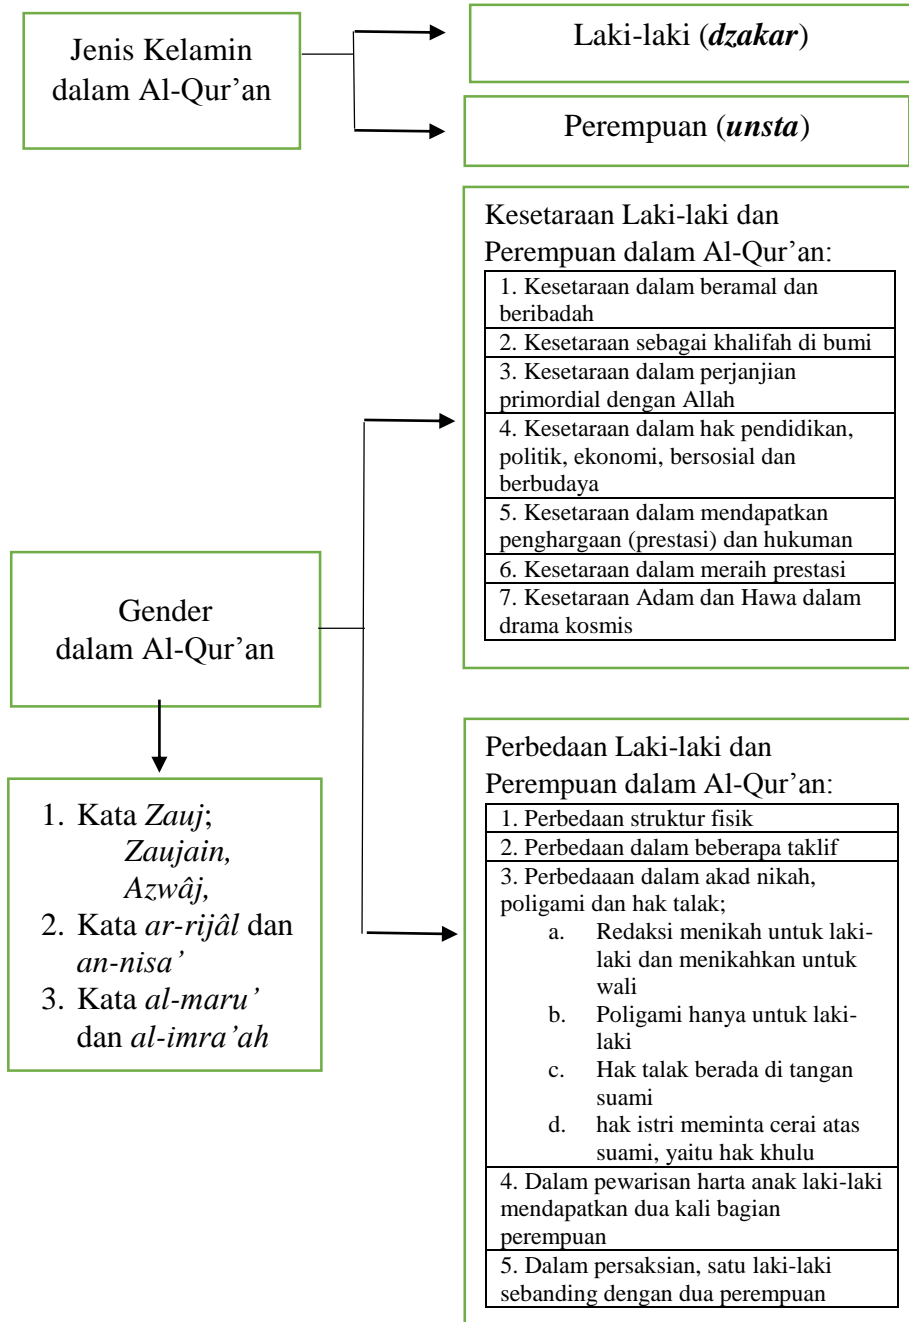 Jenis Kelamin
dalam Al-Qur’an
Laki-laki (dzakar)
Perempuan (unsta)
Kesetaraan Laki-laki dan
Perempuan dalam Al-Qur’an:
1. Kesetaraan dalam beramal dan
beribadah
2. Kesetaraan sebagai khalifah di bumi
3. Kesetaraan dalam perjanjian
primordial dengan Allah
4. Kesetaraan dalam hak pendidikan,
politik, ekonomi, bersosial dan
berbudaya
5. Kesetaraan dalam mendapatkan
penghargaan (prestasi) dan hukuman
6. Kesetaraan dalam meraih prestasi
7. Kesetaraan Adam dan Hawa dalam
drama kosmis
Gender
dalam Al-Qur’an
1. Kata Zauj;
Zaujain,
Azwâj,
2. Kata ar-rijâl dan
an-nisa’
3. Kata al-maru’
dan al-imra’ah
Perbedaan Laki-laki dan
Perempuan dalam Al-Qur’an:
1. Perbedaan struktur fisik
2. Perbedaan dalam beberapa taklif
3. Perbedaaan dalam akad nikah,
poligami dan hak talak;
a. Redaksi menikah untuk laki-
laki dan menikahkan untuk
wali
b. Poligami hanya untuk laki-
laki
c. Hak talak berada di tangan
suami
d. hak istri meminta cerai atas
suami, yaitu hak khulu
4. Dalam pewarisan harta anak laki-laki
mendapatkan dua kali bagian
perempuan
5. Dalam persaksian, satu laki-laki
sebanding dengan dua perempuan